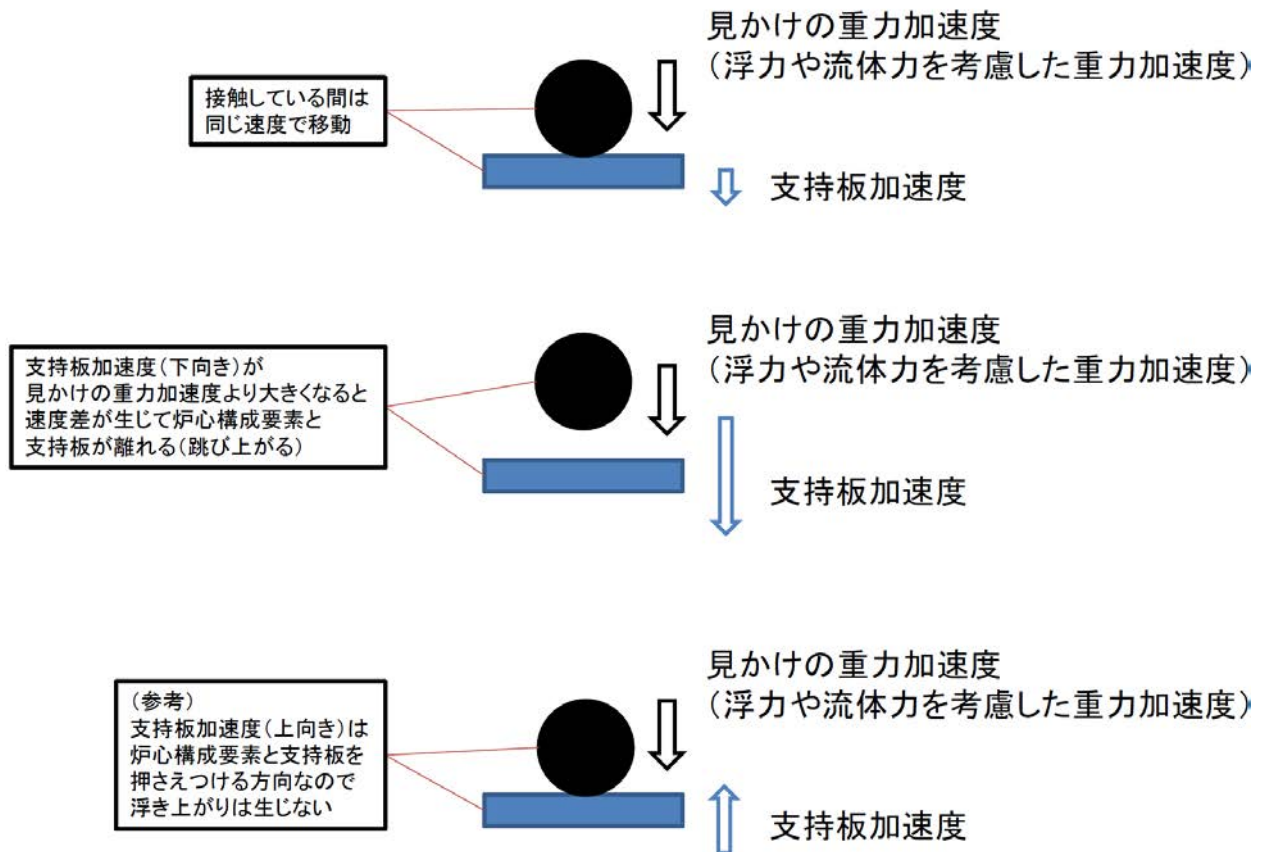 見かけの重力加速度
(浮力や流体力を考慮した重力加速度)
接触している間は
同じ速度で移動
支持板加速度
見かけの重力加速度
(浮力や流体力を考慮した重力加速度)
支持板加速度(下向き)が
見かけの重力加速度より大きくなると
速度差が生じて炉心構成要素と
支持板が離れる(跳び上がる)
支持板加速度
見かけの重力加速度
(浮力や流体力を考慮した重力加速度)
(参考)
支持板加速度(上向き)は
炉心構成要素と支持板を
押さえつける方向なので
浮き上がりは生じない
支持板加速度